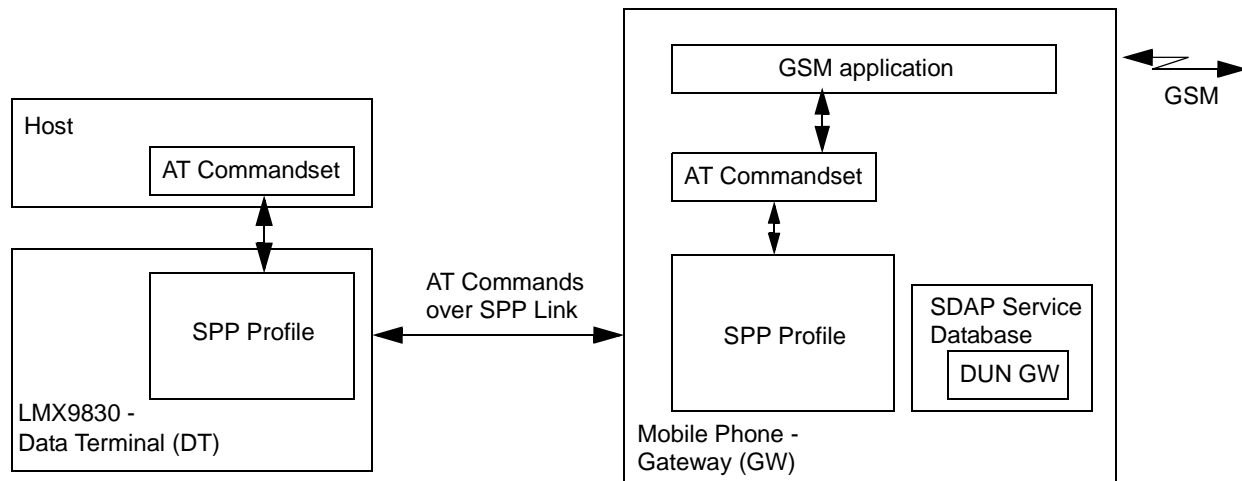 Host
AT Commandset
SPP Profile
LMX9830 -
Data Terminal (DT)
AT Commands
over SPP Link
GSM application
AT Commandset
SPP Profile
SDAP Service
Database
DUN GW
Mobile Phone -
Gateway (GW)
GSM